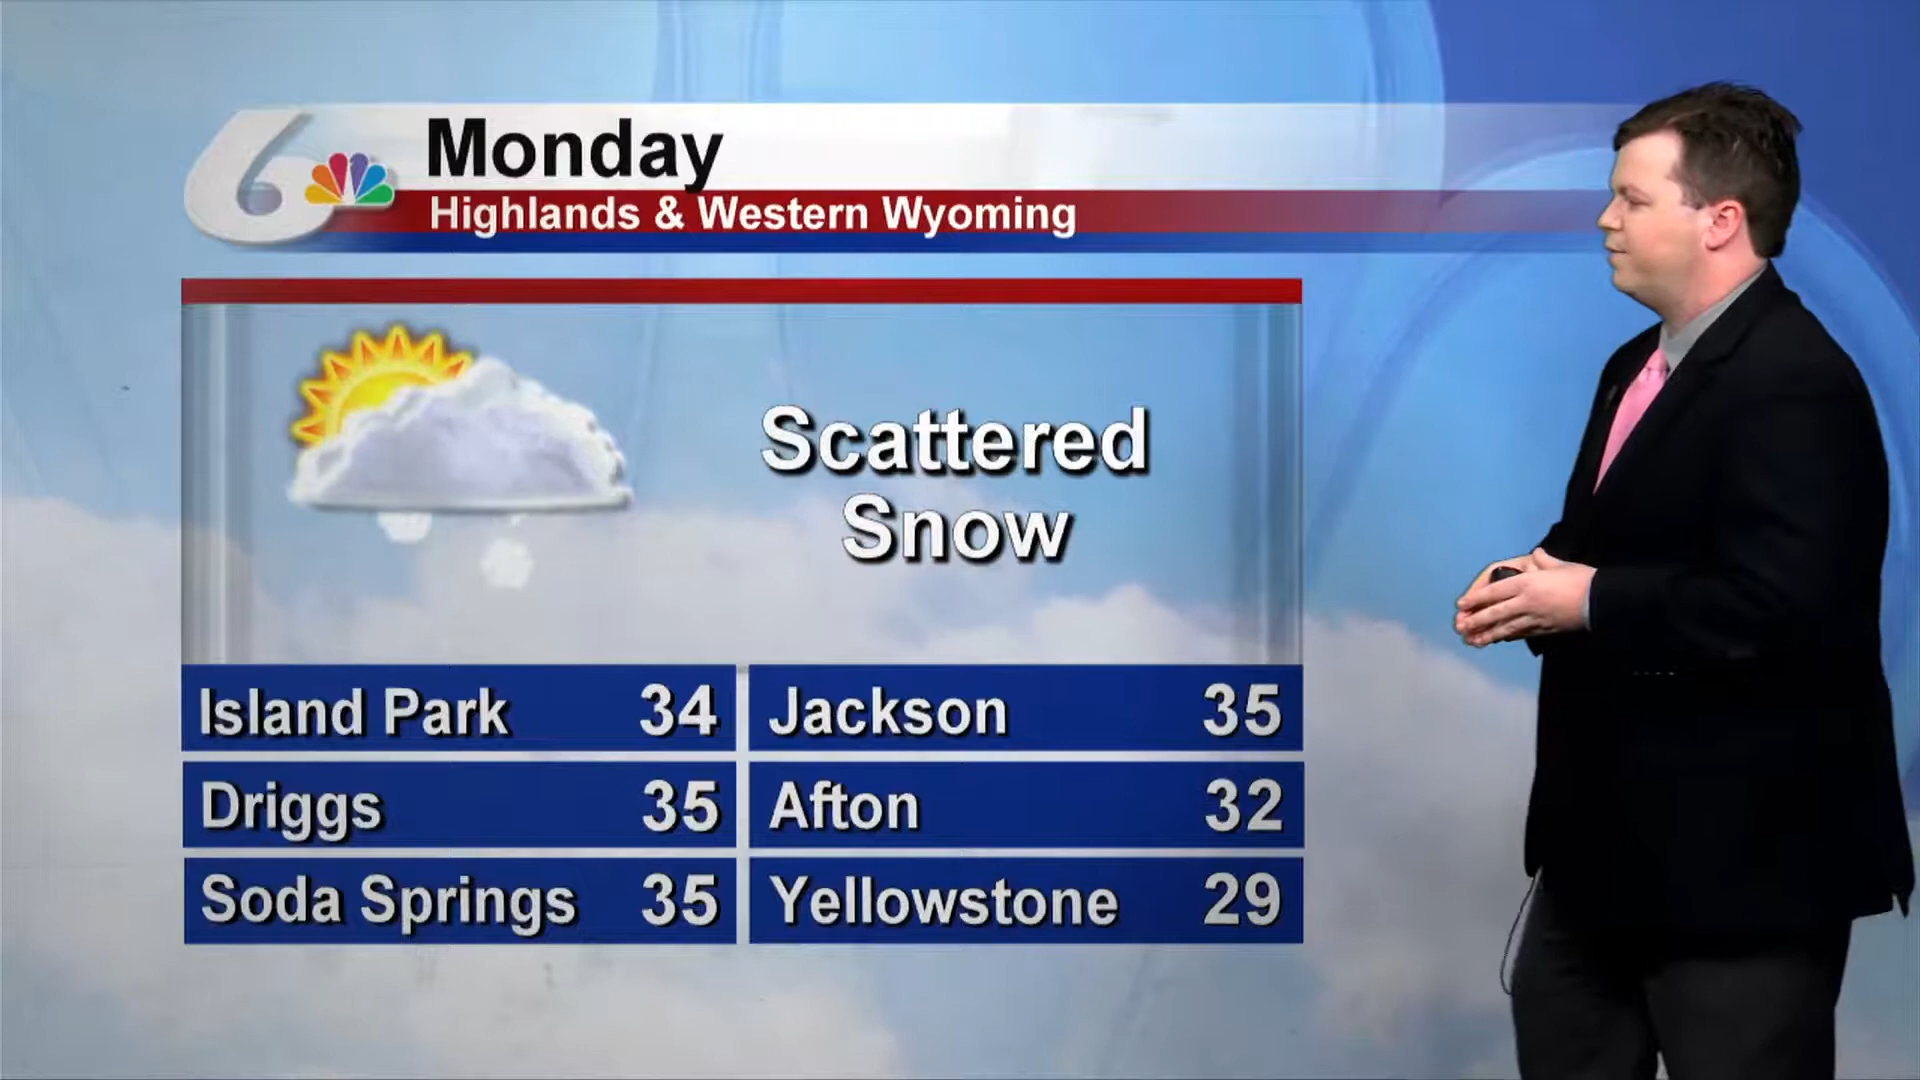 6
Monday
Highlands & Western Wyoming
Scattered
Snow
Island Park 34
Jackson 35
Driggs 35
Afton 32
Soda Springs 35
Yellowstone 29